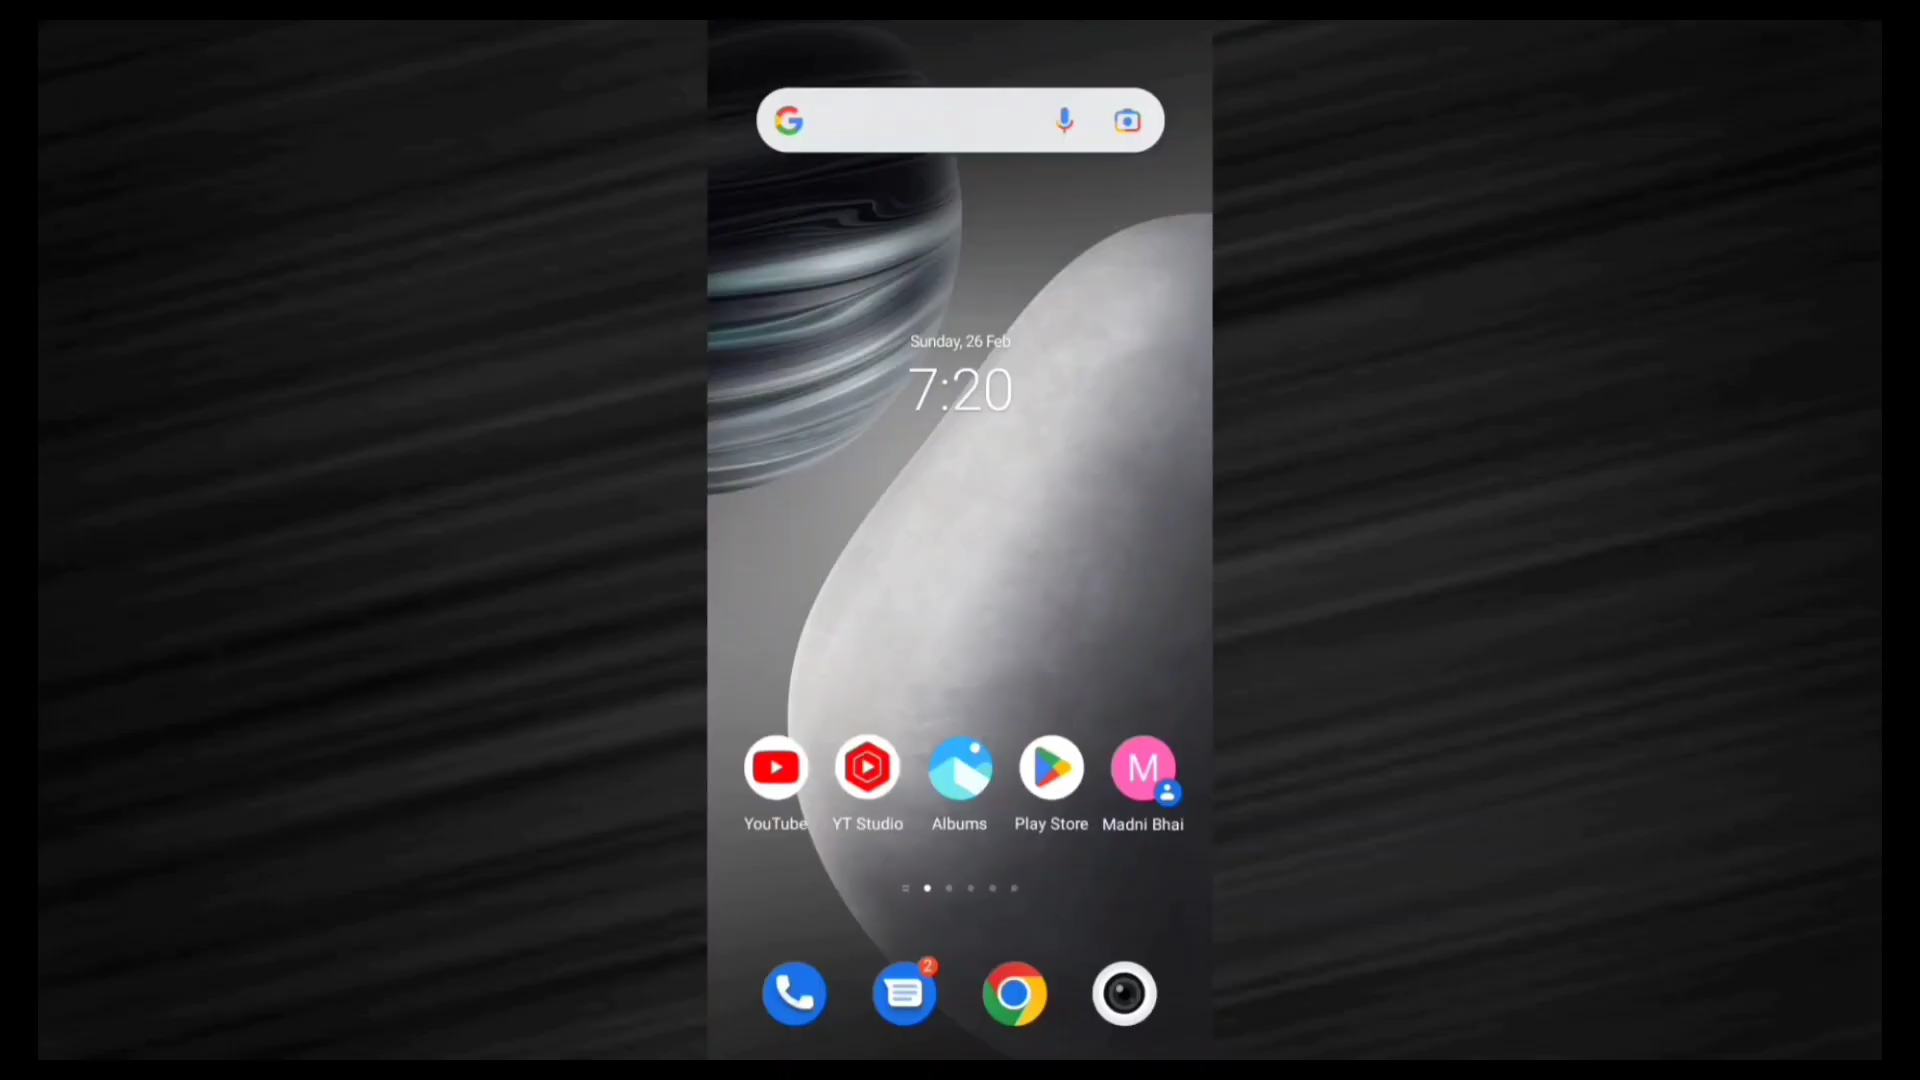 G
Sunday, 26 Feb
7:20
M
YouTube YT Studio Albums Play Store Madni Bhai
2